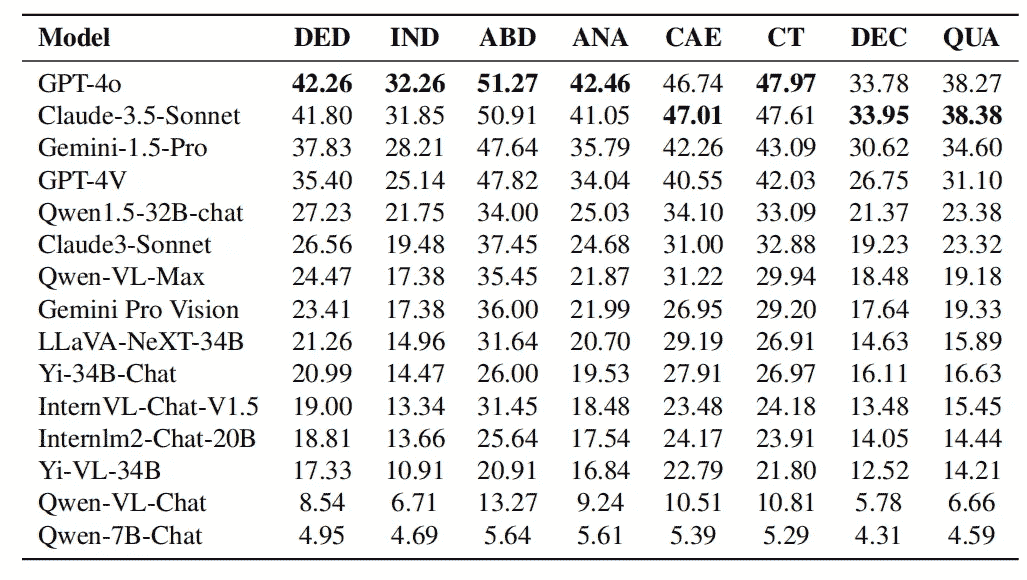 Model DED IND ABD ANA CAE CT DEC QUA
GPT-4o 42.26 32.26 51.27 42.46 46.74 47.97 33.78 38.27
Claude-3.5-Sonnet 41.80 31.85 50.91 41.05 47.01 47.61 33.95 38.38
Gemini-1.5-Pro 37.83 28.21 47.64 35.79 42.26 43.09 30.62 34.60
GPT-4V 35.40 25.14 47.82 34.04 40.55 42.03 26.75 31.10
Qwen1.5-32B-chat 27.23 21.75 34.00 25.03 34.10 33.09 21.37 23.38
Claude3-Sonnet 26.56 19.48 37.45 24.68 31.00 32.88 19.23 23.32
Qwen-VL-Max 24.47 17.38 35.45 21.87 31.22 29.94 18.48 19.18
Gemini Pro Vision 23.41 17.38 36.00 21.99 26.95 29.20 17.64 19.33
LLaVA-NeXT-34B 21.26 14.96 31.64 20.70 29.19 26.91 14.63 15.89
Yi-34B-Chat 20.99 14.47 26.00 19.53 27.91 26.97 16.11 16.63
InternVL-Chat-V1.5 19.00 13.34 31.45 18.48 23.48 24.18 13.48 15.45
Internlm2-Chat-20B 18.81 13.66 25.64 17.54 24.17 23.91 14.05 14.44
Yi-VL-34B 17.33 10.91 20.91 16.84 22.79 21.80 12.52 14.21
Qwen-VL-Chat 8.54 6.71 13.27 9.24 10.51 10.81 5.78 6.66
Qwen-7B-Chat 4.95 4.69 5.64 5.61 5.39 5.29 4.31 4.59